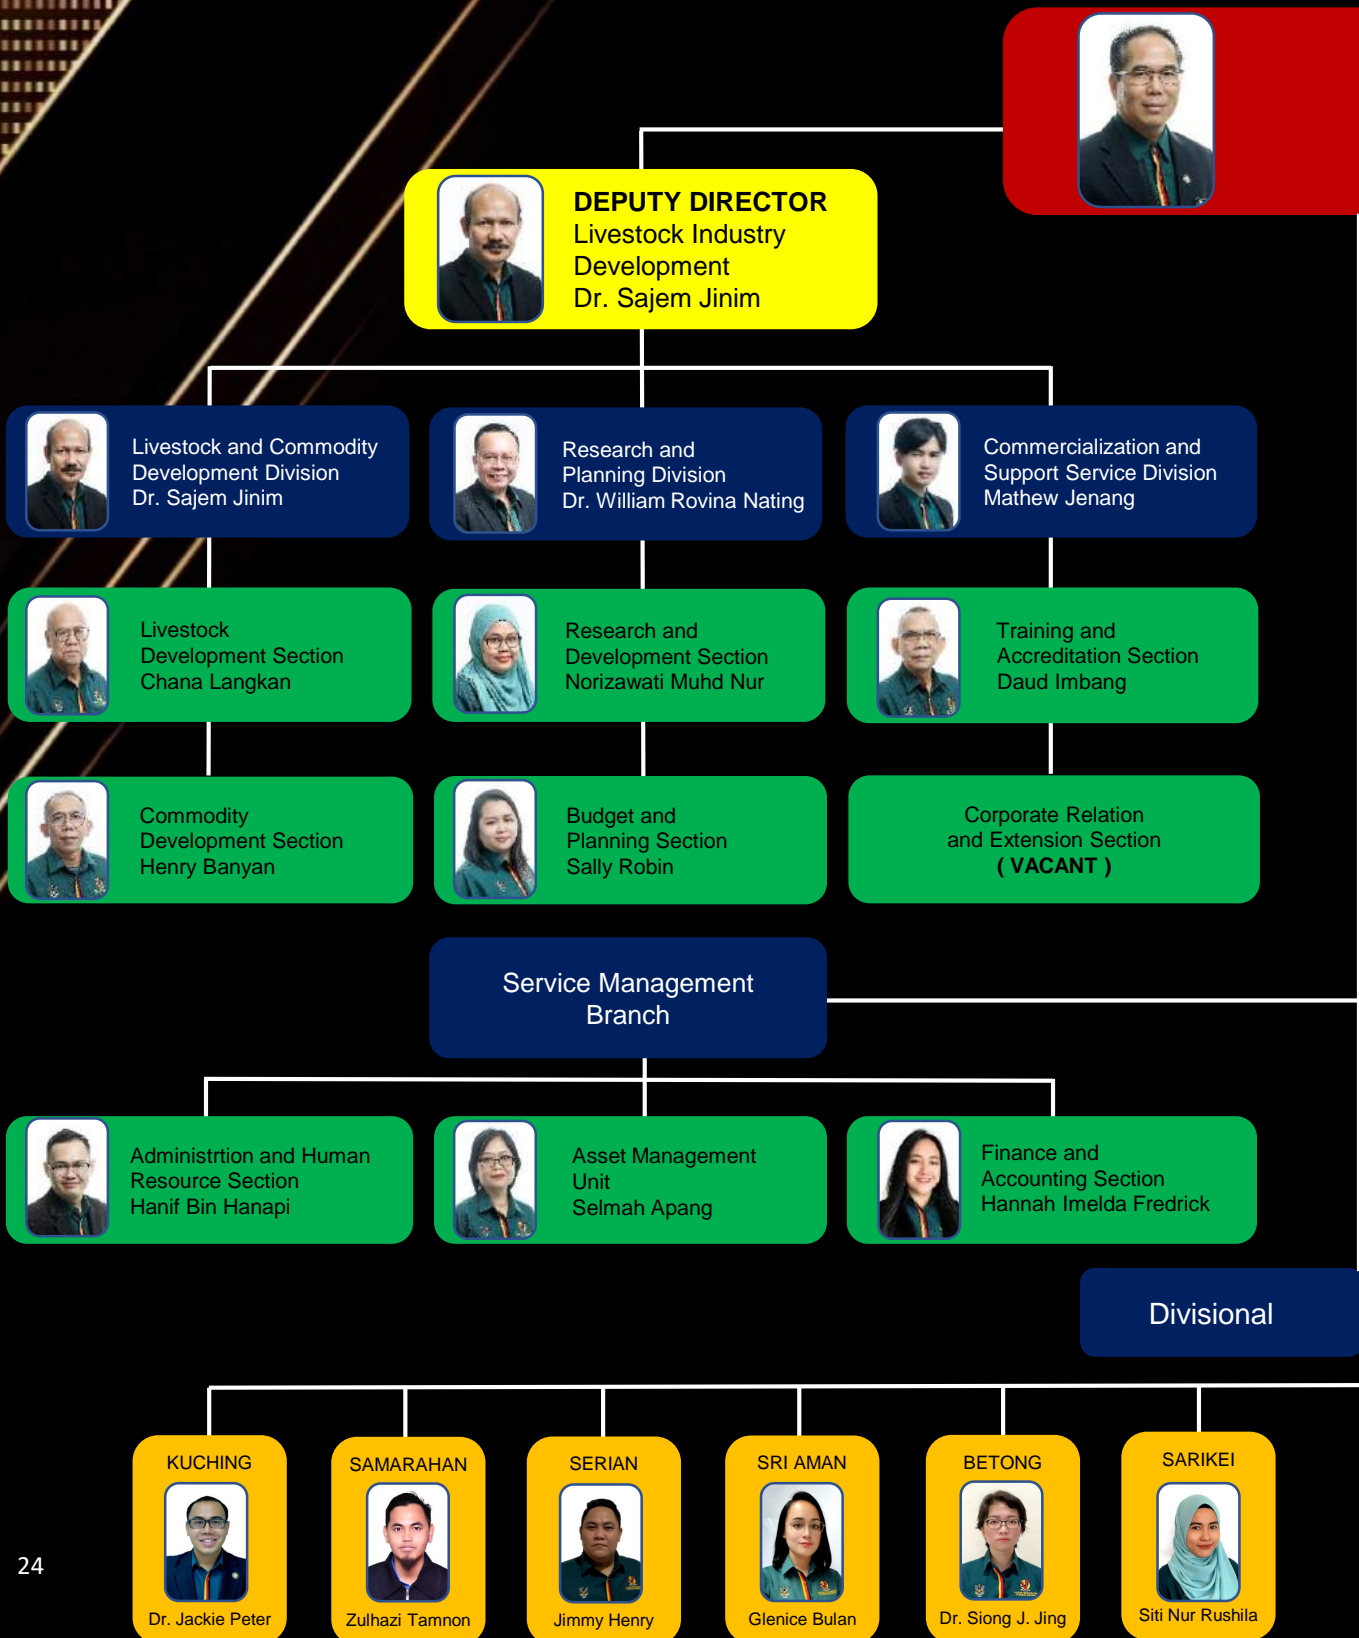 DEPUTY DIRECTOR
Livestock Industry
Development
Dr. Sajem Jinim
Livestock and Commodity
Development Division
Dr. Sajem Jinim
Research and
Planning Division
Dr. William Rovina Nating
Commercialization and
Support Service Division
Mathew Jenang
Livestock
Development Section
Chana Langkan
Research and
Development Section
Norizawati Muhd Nur
Training and
Accreditation Section
Daud Imbang
Commodity
Development Section
Henry Banyan
Budget and
Planning Section
Sally Robin
Corporate Relation
and Extension Section
( VACANT )
Service Management
Branch
Administrtion and Human
Resource Section
Hanif Bin Hanapi
Asset Management
Unit
Selmah Apang
Finance and
Accounting Section
Hannah Imelda Fredrick
Divisional
KUCHING
Dr. Jackie Peter
SAMARAHAN
Zulhazi Tamnon
SERIAN
Jimmy Henry
SRI AMAN
Glenice Bulan
BETONG
Dr. Siong J. Jing
SARIKEI
Siti Nur Rushila
24